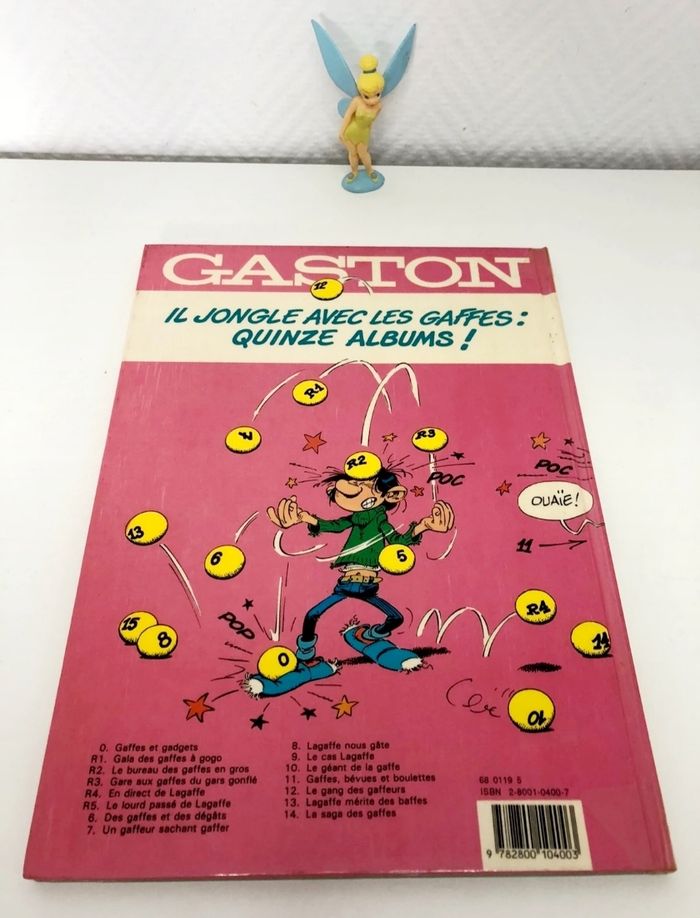 GASTON
12
IL JONGLE AVEC LES GAFFES:
QUINZE ALBUMS!
R1
R3
R2
POC
POC
OUAÏE!
13
6
5
11
R4
15
8
POP
0
14
10
0. Gaffes et gadgets
R1. Gala des gaffes à gogo
R2. Le bureau des gaffes en gros
R3. Gare aux gaffes du gars gonflé
R4. En direct de Lagaffe
R5. Le lourd passé de Lagaffe
6. Des gaffes et des dégâts
7. Un gaffeur sachant gaffer
8. Lagaffe nous gâte
9. Le cas Lagaffe
10. Le géant de la gaffe
11. Gaffes, bévues et boulettes
12. Le gang des gaffeurs
13. Lagaffe mérite des baffes
14. La saga des gaffes
68 0119 5
ISBN 2-8001-0400-7
9 782800 104003